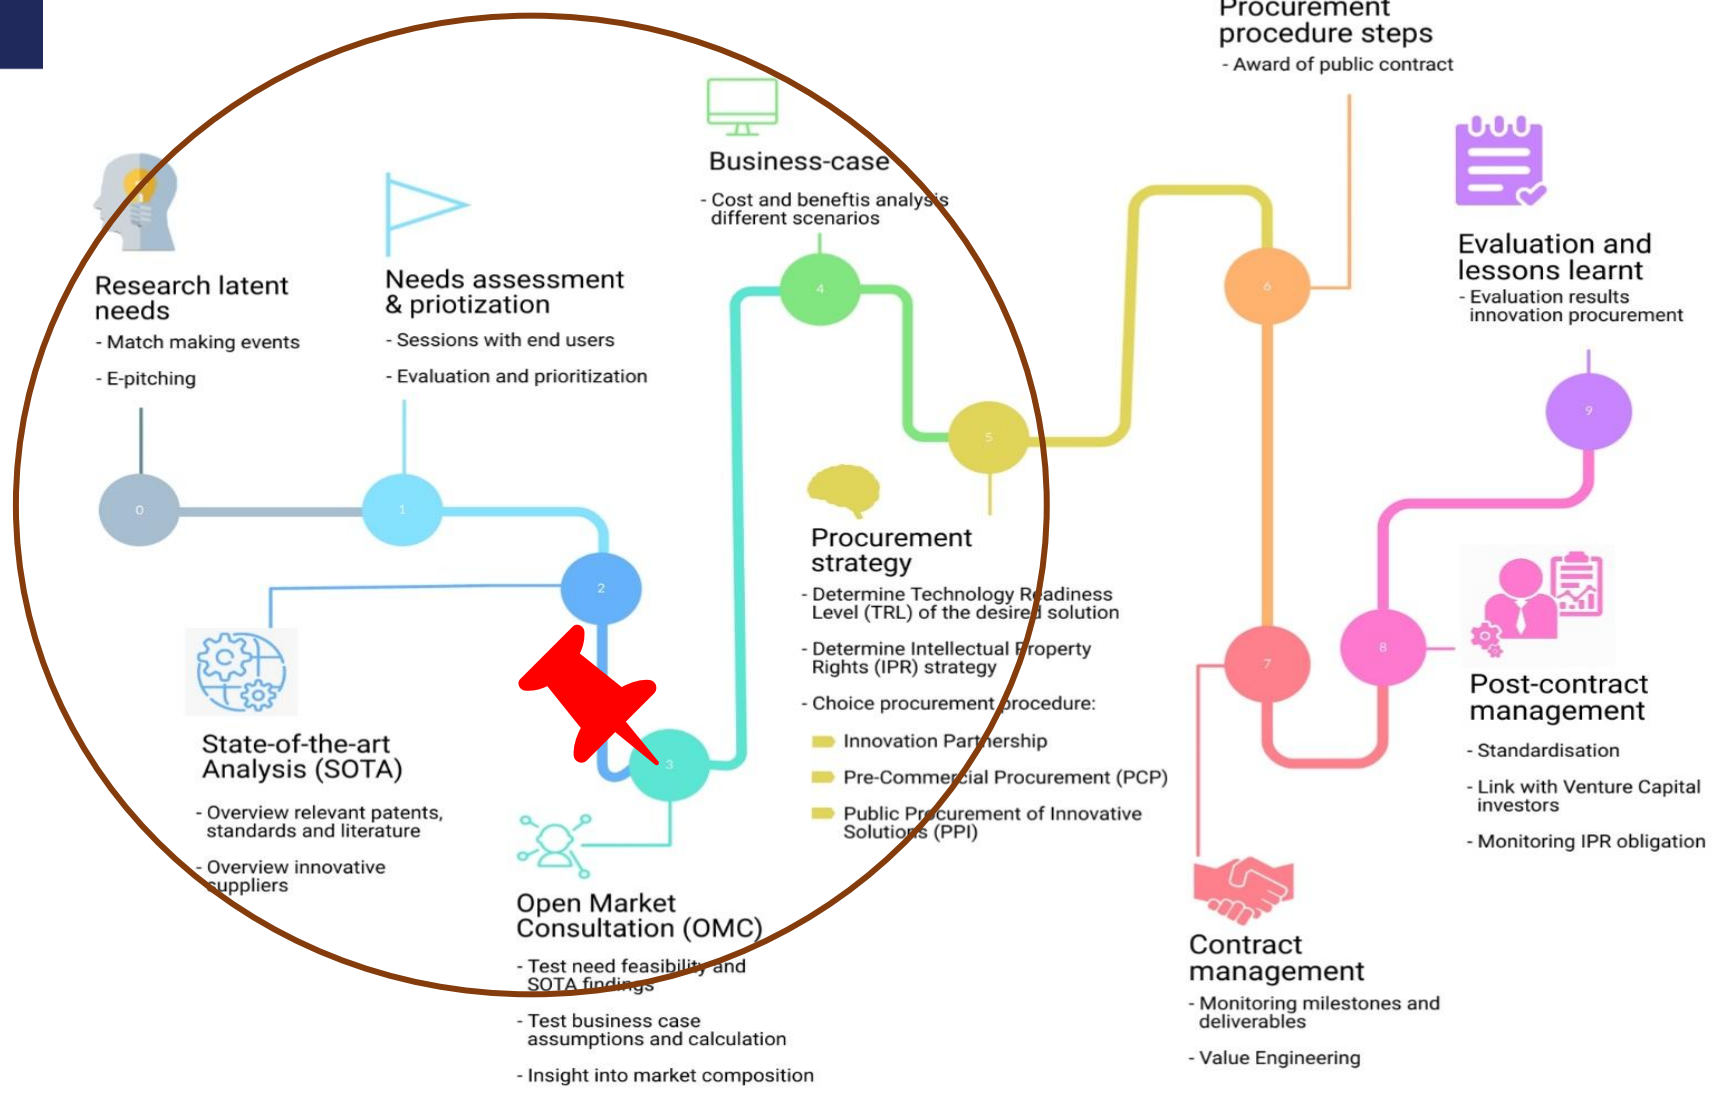 Procurement
procedure steps
- Award of public contract
Business-case
- Cost and beneftis analysis
different scenarios
Research latent
needs
- Match making events
- E-pitching
Needs assessment
& priotization
- Sessions with end users
- Evaluation and prioritization
Evaluation and
lessons learnt
- Evaluation results
innovation procurement
4
6
9
5
0
1
2
3
7
8
Procurement
strategy
- Determine Technology Readiness
Level (TRL) of the desired solution
- Determine Intellectual Property
Rights (IPR) strategy
- Choice procurement procedure:
Innovation Partnership
Pre-Commercial Procurement (PCP)
Public Procurement of Innovative
Solutions (PPI)
State-of-the-art
Analysis (SOTA)
- Overview relevant patents,
standards and literature
- Overview innovative
suppliers
Open Market
Consultation (OMC)
- Test need feasibility and
SOTA findings
- Test business case
assumptions and calculation
- Insight into market composition
Post-contract
management
- Standardisation
- Link with Venture Capital
investors
- Monitoring IPR obligation
Contract
management
- Monitoring milestones and
deliverables
- Value Engineering